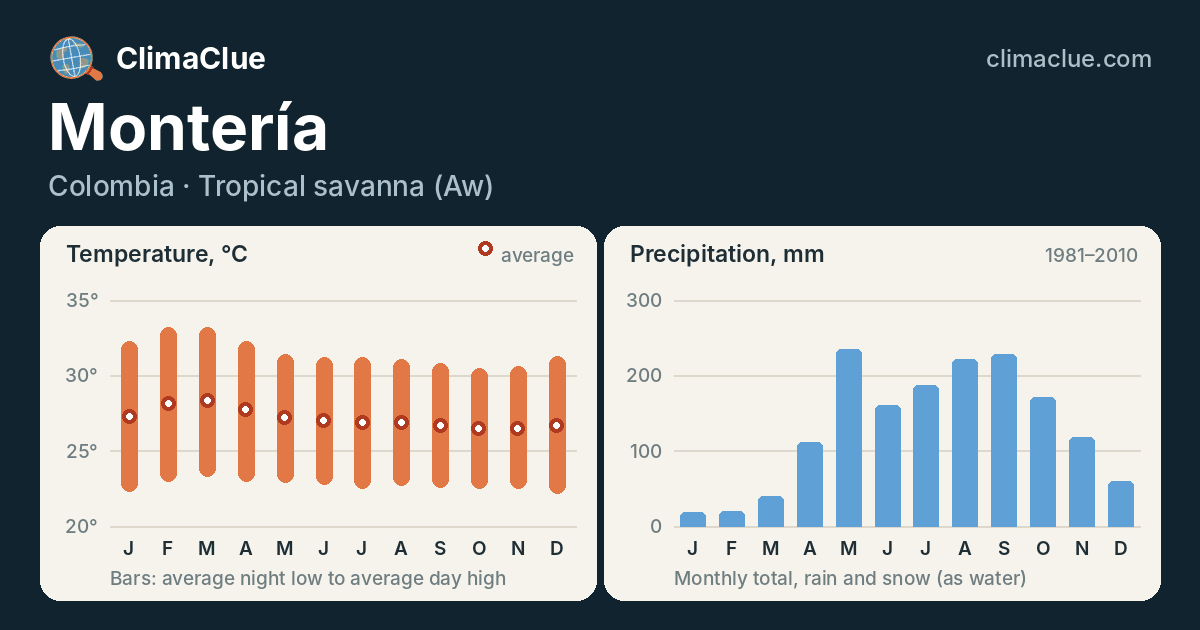 ClimaClue
climaclue.com
Montería
Colombia · Tropical savanna (Aw)
Temperature, °C
average
35°
30°
25°
20°
J F M A M J J A S O N D
Bars: average night low to average day high
Precipitation, mm
1981–2010
300
200
100
0
J F M A M J J A S O N D
Monthly total, rain and snow (as water)